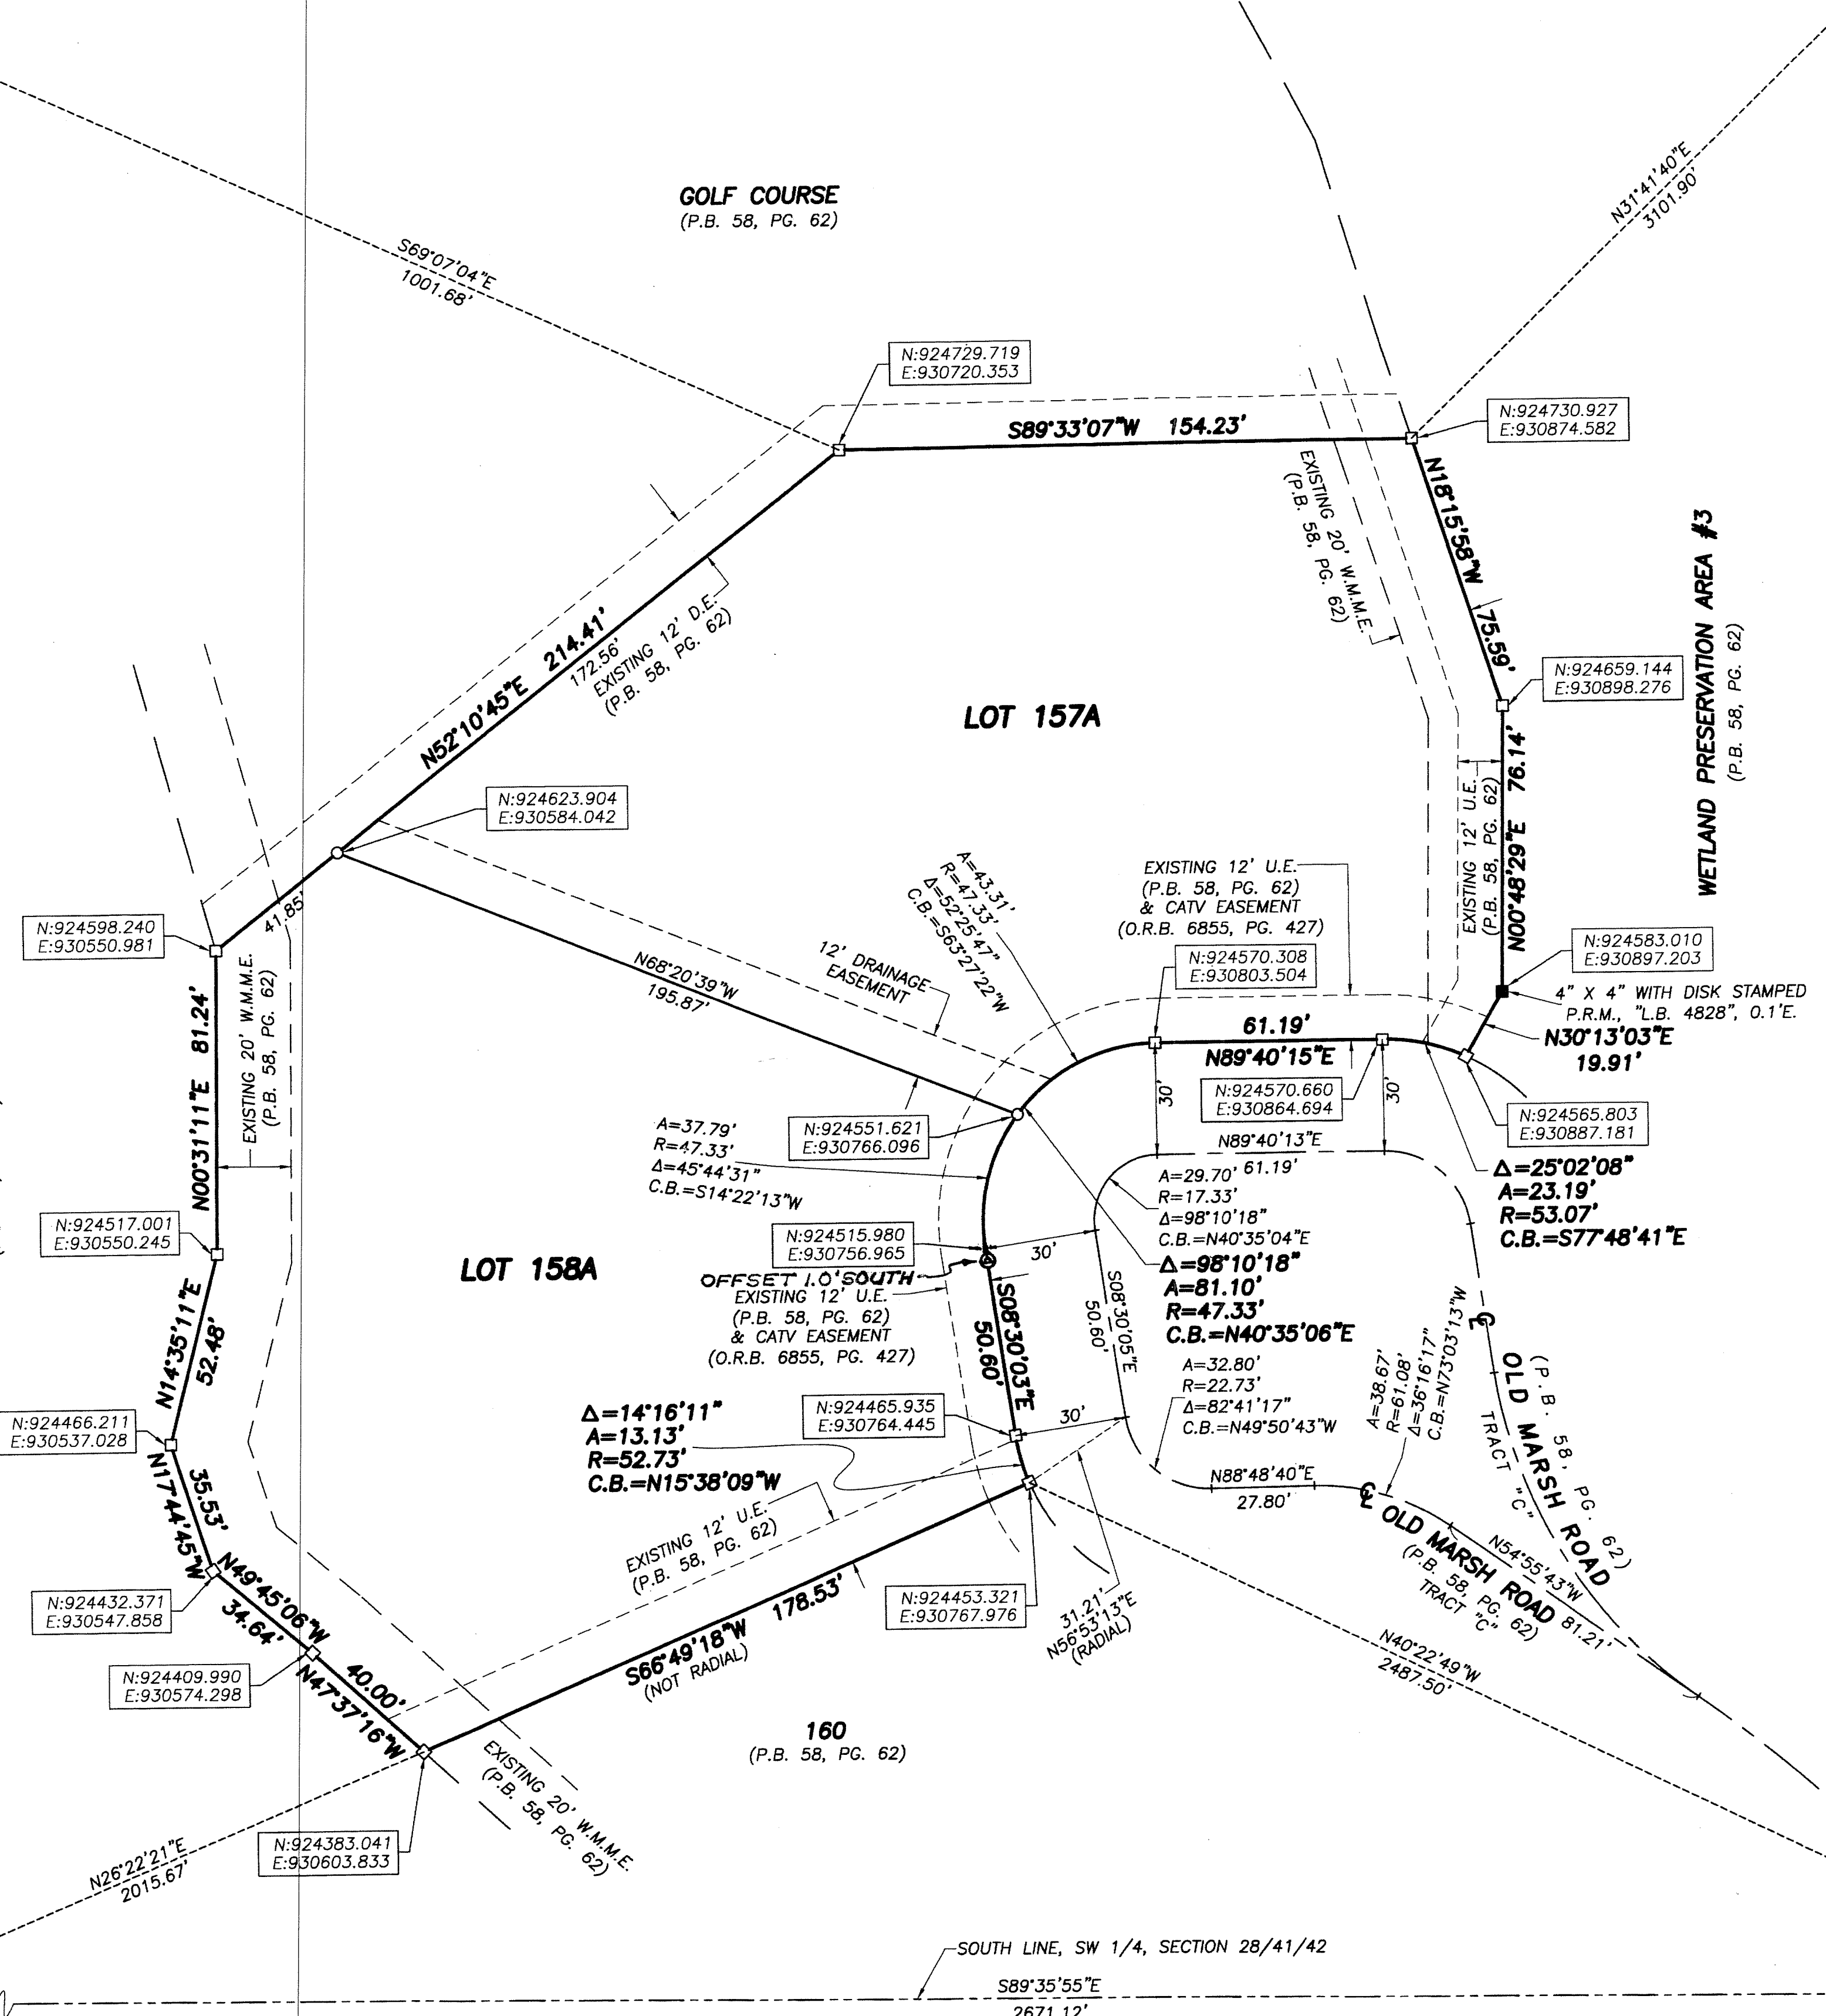 GOLF COURSE
(P.B. 58, PG. 62)
N31°41'40"E
3101.90'
S69°07'04"E
1001.68'
N:924729.719
E:930720.353
S89°33'07"W 154.23'
N:924730.927
E:930874.582
N18°15'58"W 75.59'
EXISTING 20' W.M.M.E.
(P.B. 58, PG. 62)
N52°10'45"E 214.41'
172.56'
EXISTING 12' D.E.
(P.B. 58, PG. 62)
LOT 157A
N:924659.144
E:930898.276
WETLAND PRESERVATION AREA #3
(P.B. 58, PG. 62)
N00°48'29"E 76.14'
EXISTING 12' U.E.
(P.B. 58, PG. 62)
N:924623.904
E:930584.042
41.85'
N:924598.240
E:930550.981
N68°20'39"W
195.87'
12' DRAINAGE
EASEMENT
A=43.31'
R=47.33'
Δ=52°25'47"
C.B.=S63°27'22"W
EXISTING 12' U.E.
(P.B. 58, PG. 62)
& CATV EASEMENT
(O.R.B. 6855, PG. 427)
N:924570.308
E:930803.504
N:924583.010
E:930897.203
4" X 4" WITH DISK STAMPED
P.R.M., "L.B. 4828", 0.1'E.
N30°13'03"E
19.91'
61.19'
N89°40'15"E
30'
30'
N:924570.660
E:930864.694
N:924565.803
E:930887.181
N00°31'11"E 81.24'
EXISTING 20' W.M.M.E.
(P.B. 58, PG. 62)
A=37.79'
R=47.33'
Δ=45°44'31"
C.B.=S14°22'13"W
N:924551.621
E:930766.096
N89°40'13"E
61.19'
A=29.70'
R=17.33'
Δ=98°10'18"
C.B.=N40°35'04"E
Δ=25°02'08"
A=23.19'
R=53.07'
C.B.=S77°48'41"E
N:924517.001
E:930550.245
LOT 158A
N:924515.980
E:930756.965
30'
OFFSET 1.0' SOUTH
EXISTING 12' U.E.
(P.B. 58, PG. 62)
& CATV EASEMENT
(O.R.B. 6855, PG. 427)
Δ=98°10'18"
A=81.10'
R=47.33'
C.B.=N40°35'06"E
S08°30'03"E
50.60'
S08°30'05"E
50.60'
A=32.80'
R=22.73'
Δ=82°41'17"
C.B.=N49°50'43"W
A=38.67'
R=61.08'
Δ=36°16'17"
C.B.=N73°03'13"W
℄
OLD MARSH ROAD
(P.B. 58, PG. 62)
TRACT "C"
N14°35'11"E
52.48'
N:924466.211
E:930537.028
Δ=14°16'11"
A=13.13'
R=52.73'
C.B.=N15°38'09"W
N:924465.935
E:930764.445
30'
N88°48'40"E
27.80'
℄ OLD MARSH ROAD
(P.B. 58, PG. 62)
TRACT "C"
N54°55'43"W
81.21'
35.53'
N17°44'45"W
EXISTING 12' U.E.
(P.B. 58, PG. 62)
N49°45'06"W
34.64'
N:924432.371
E:930547.858
S66°49'18"W 178.53'
(NOT RADIAL)
N:924453.321
E:930767.976
31.21'
N56°53'13"E
(RADIAL)
N40°22'49"W
2487.50'
N:924409.990
E:930574.298
40.00'
N47°37'16"W
160
(P.B. 58, PG. 62)
EXISTING 20' W.M.M.E.
(P.B. 58, PG. 62)
N:924383.041
E:930603.833
N26°22'21"E
2015.67'
SOUTH LINE, SW 1/4, SECTION 28/41/42
S89°35'55"E
2671.12'